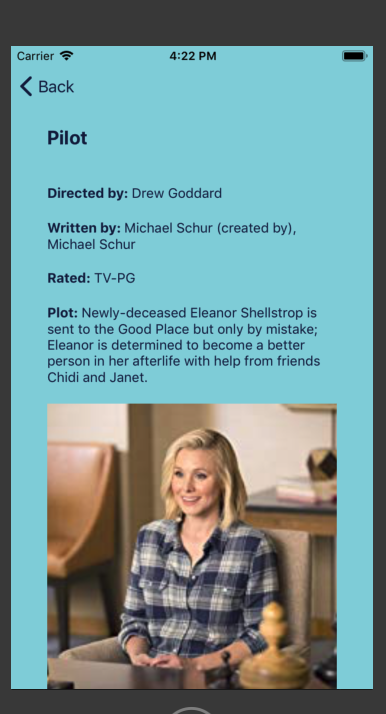 Carrier 4:22 PM
Back
Pilot
Directed by: Drew Goddard
Written by: Michael Schur (created by),
Michael Schur
Rated: TV-PG
Plot: Newly-deceased Eleanor Shellstrop is
sent to the Good Place but only by mistake;
Eleanor is determined to become a better
person in her afterlife with help from friends
Chidi and Janet.